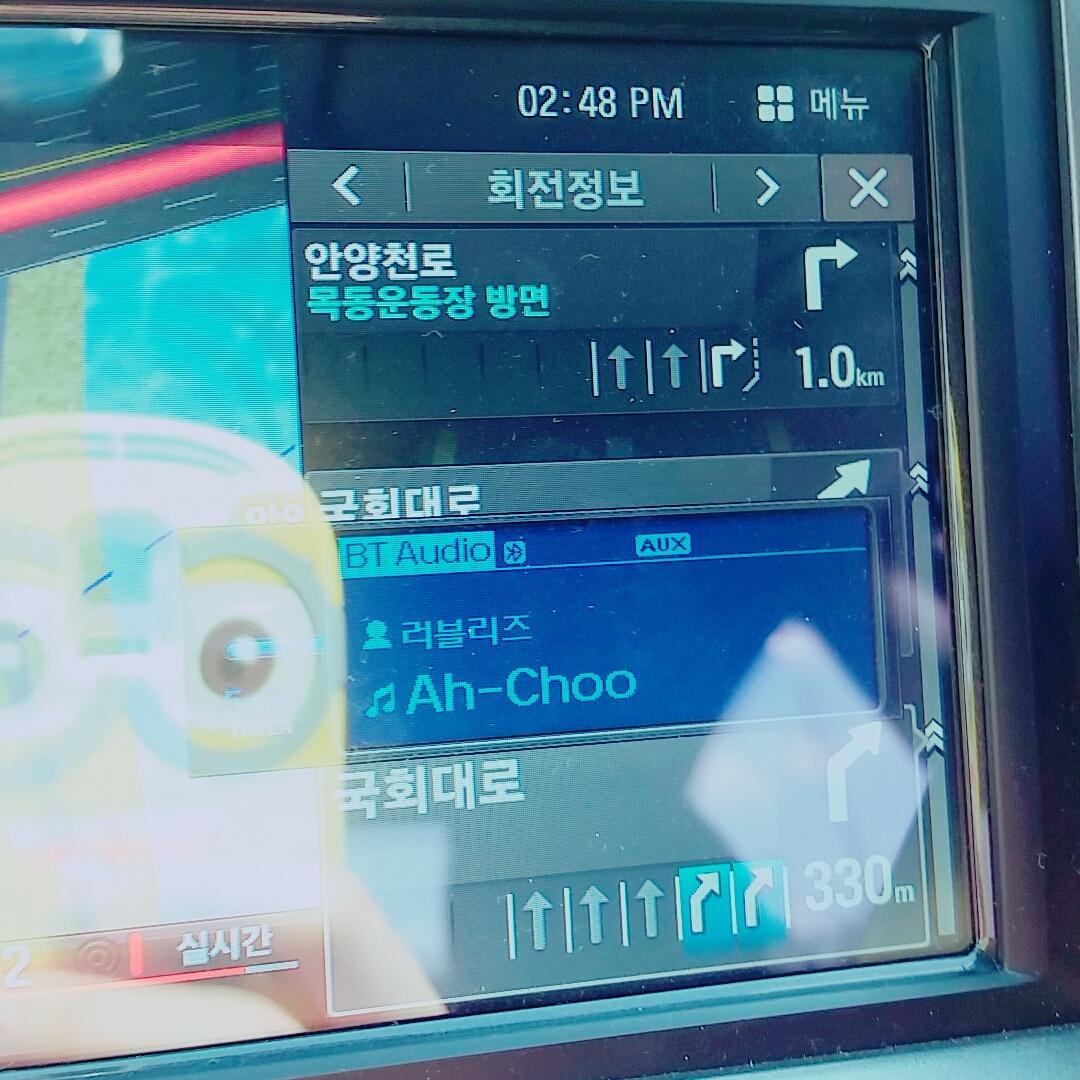 02:48 PM 메뉴
회전정보
안양천로
목동운동장 방면
1.0km
국회대로
BT Audio AUX
러블리즈
Ah-Choo
국회대로
330m
2 실시간